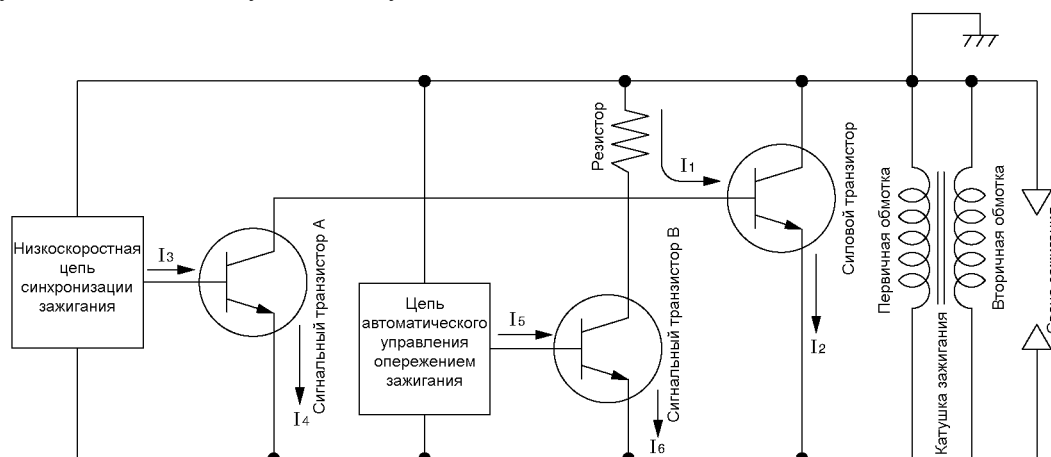 Резистор
I1
Силовой транзистор
Первичная обмотка
Вторичная обмотка
Катушка зажигания
Низкоскоростная
цепь
синхронизации
зажигания
I3
Сигнальный транзистор A
I4
Цепь
автоматического
управления
опережением
зажигания
I5
Сигнальный транзистор B
I6
I2